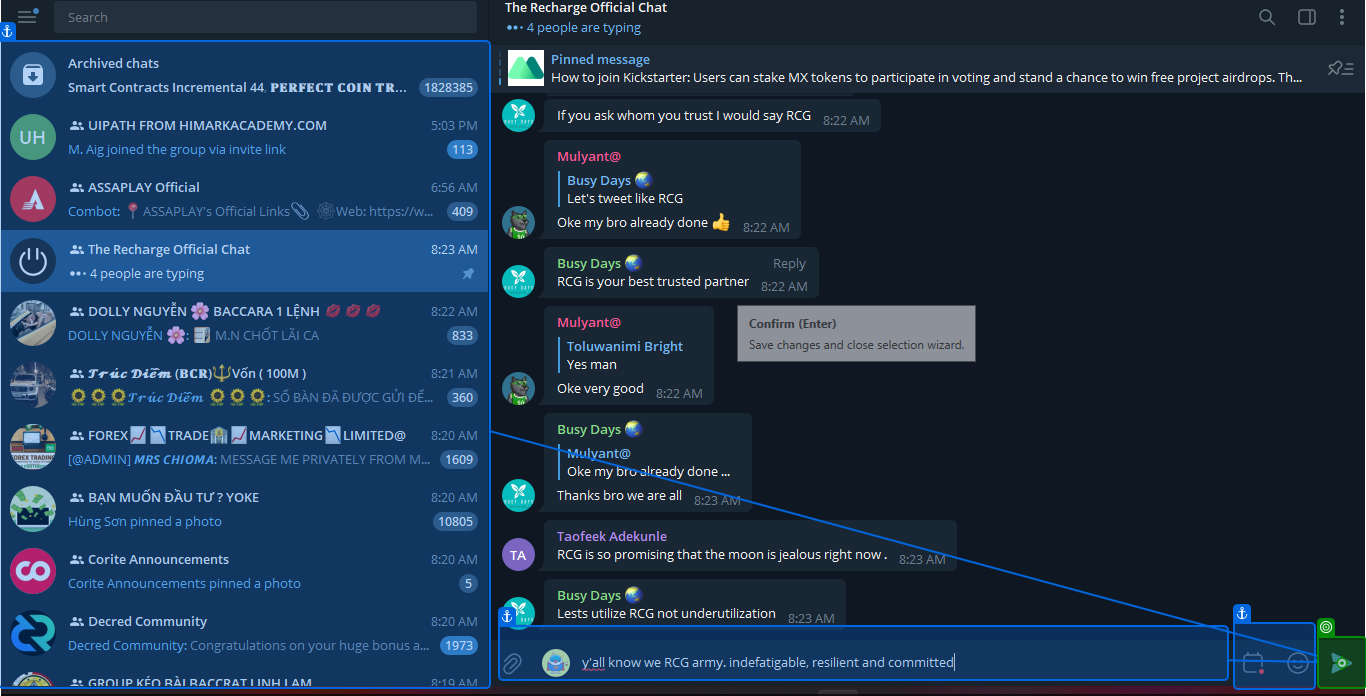 Search
Archived chats
Smart Contracts Incremental 44, 𝐏𝐄𝐑𝐅𝐄𝐂𝐓 𝐂𝐎𝐈𝐍 𝐓𝐑... 1828385
UH
UIPATH FROM HIMARKACADEMY.COM 5:03 PM
M. Aig joined the group via invite link 113
ASSAPLAY Official 6:56 AM
Combot: 📍 ASSAPLAY's Official Links📎 🕸Web: https://w... 409
The Recharge Official Chat 8:23 AM
4 people are typing
DOLLY NGUYỄN 🌸 BACCARA 1 LỆNH 💋 💋 💋 8:22 AM
DOLLY NGUYỄN 🌸: 🗒 M.N CHỐT LÃI CA 833
𝓣𝓻ú𝓬 𝓓𝓲ễ𝓶 (BCR)🔱Vốn ( 100M ) 8:21 AM
🌻 🌻 🌻𝓣𝓻ú𝓬 𝓓𝓲ễ𝓶 🌻 🌻 🌻: SỐ BÀN ĐÃ ĐƯỢC GỬI ĐẾ... 360
FOREX📈📉TRADE🏦📈MARKETING📉LIMITED@ 8:20 AM
[@ADMIN] 𝙈𝙍𝙎 𝘾𝙃𝙄𝙊𝙈𝘼: MESSAGE ME PRIVATELY FROM M... 1609
BẠN MUỐN ĐẦU TƯ ? YOKE 8:20 AM
Hùng Sơn pinned a photo 10805
Corite Announcements 8:20 AM
Corite Announcements pinned a photo 5
Decred Community 8:20 AM
Decred Community: Congratulations on your huge bonus a... 1973
GROUP KÉO BÀI BACCRAT LINH LAM 8:19 AM
The Recharge Official Chat
4 people are typing
Pinned message
How to join Kickstarter: Users can stake MX tokens to participate in voting and stand a chance to win free project airdrops. Th...
If you ask whom you trust I would say RCG 8:22 AM
Mulyant@
Busy Days 🌏
Let's tweet like RCG
Oke my bro already done 👍 8:22 AM
Busy Days 🌏 Reply
RCG is your best trusted partner 8:22 AM
Mulyant@
Toluwanimi Bright
Yes man
Oke very good 8:22 AM
Confirm (Enter)
Save changes and close selection wizard.
Busy Days 🌏
Mulyant@
Oke my bro already done ...
Thanks bro we are all 8:23 AM
TA
Taofeek Adekunle
RCG is so promising that the moon is jealous right now . 8:23 AM
Busy Days 🌏
Lests utilize RCG not underutilization 8:23 AM
y'all know we RCG army. indefatigable, resilient and committed